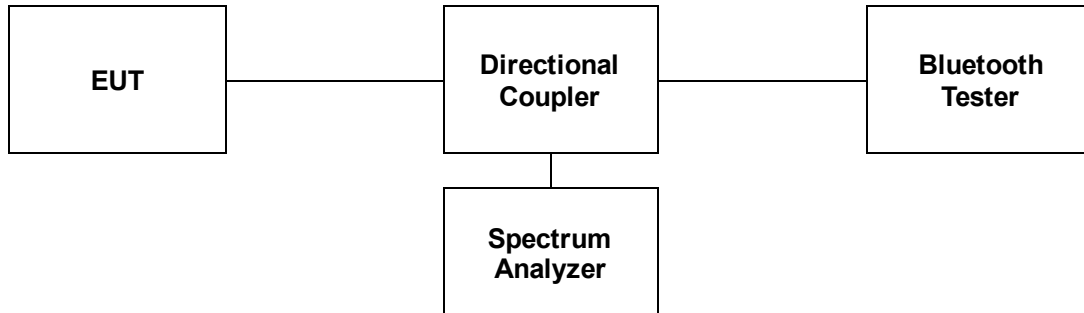 EUT
Directional
Coupler
Bluetooth
Tester
Spectrum
Analyzer